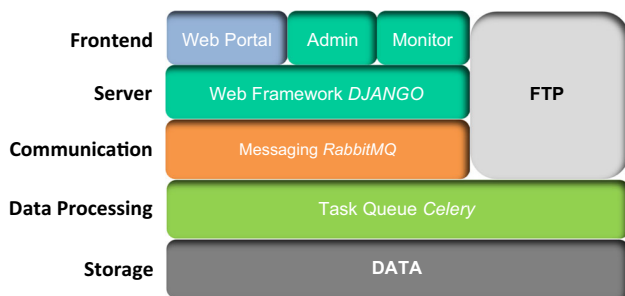 Frontend Web Portal Admin Monitor
Server Web Framework DJANGO FTP
Communication Messaging RabbitMQ
Data Processing Task Queue Celery
Storage DATA